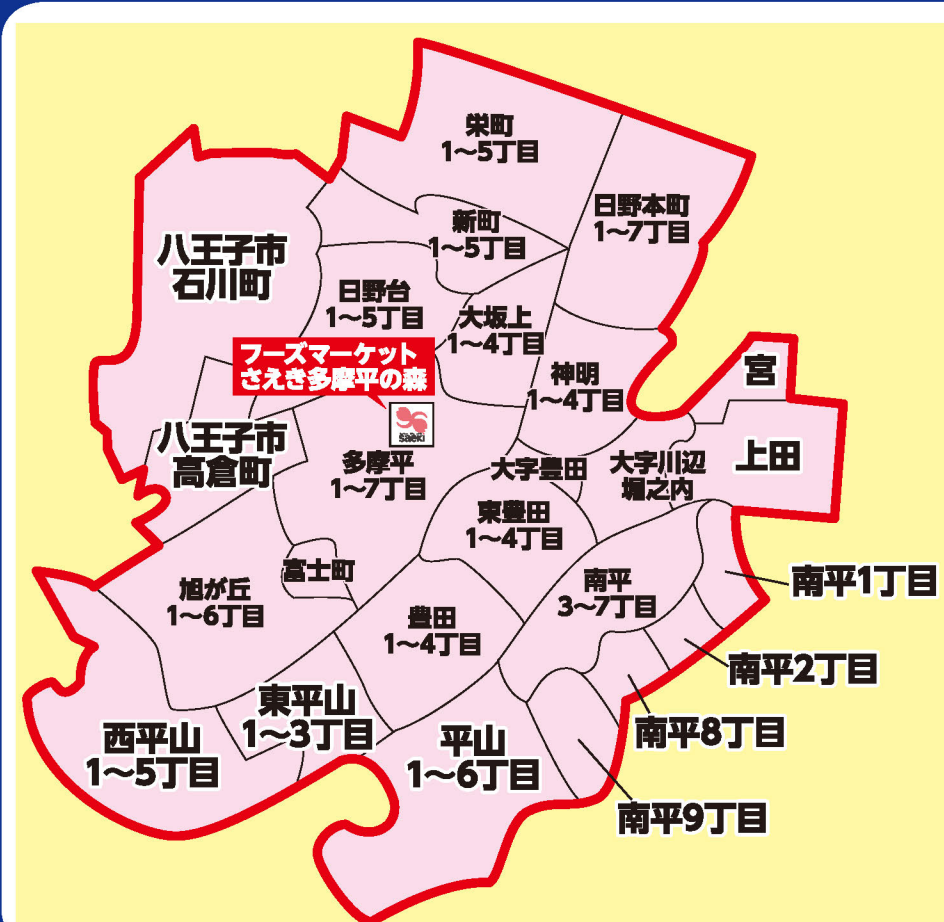 栄町
1〜5丁目
日野本町
1〜7丁目
新町
1〜5丁目
八王子市
石川町
日野台
1〜5丁目
大坂上
1〜4丁目
フーズマーケット
さえき多摩平の森
saeki
神明
1〜4丁目
宮
八王子市
高倉町
多摩平
1〜7丁目
大字豊田
大字川辺
堀之内
上田
東豊田
1〜4丁目
富士町
旭が丘
1〜6丁目
南平
3〜7丁目
南平1丁目
豊田
1〜4丁目
南平2丁目
東平山
1〜3丁目
西平山
1〜5丁目
平山
1〜6丁目
南平8丁目
南平9丁目